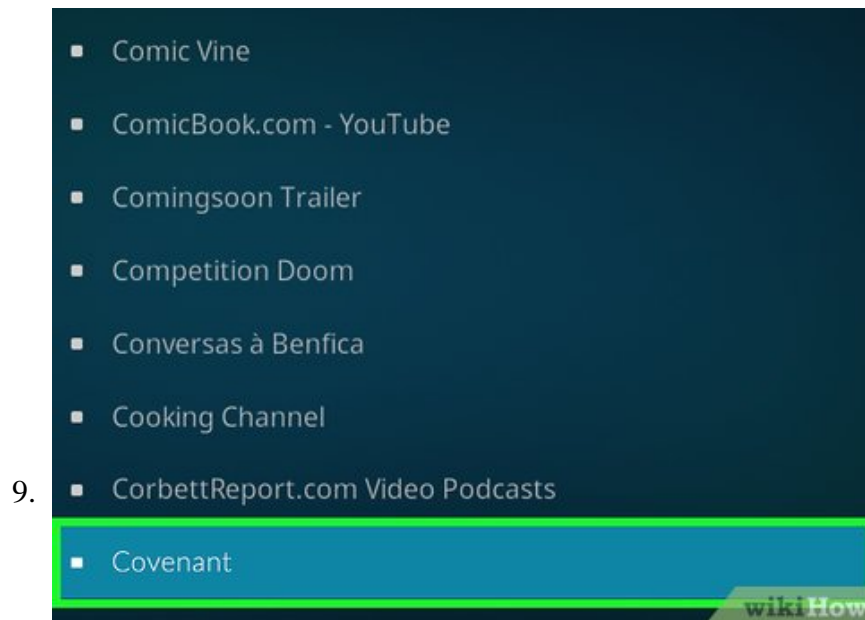 Comic Vine
ComicBook.com - YouTube
Comingsoon Trailer
Competition Doom
Conversas à Benfica
Cooking Channel
9. CorbettReport.com Video Podcasts
Covenant
wikiHow